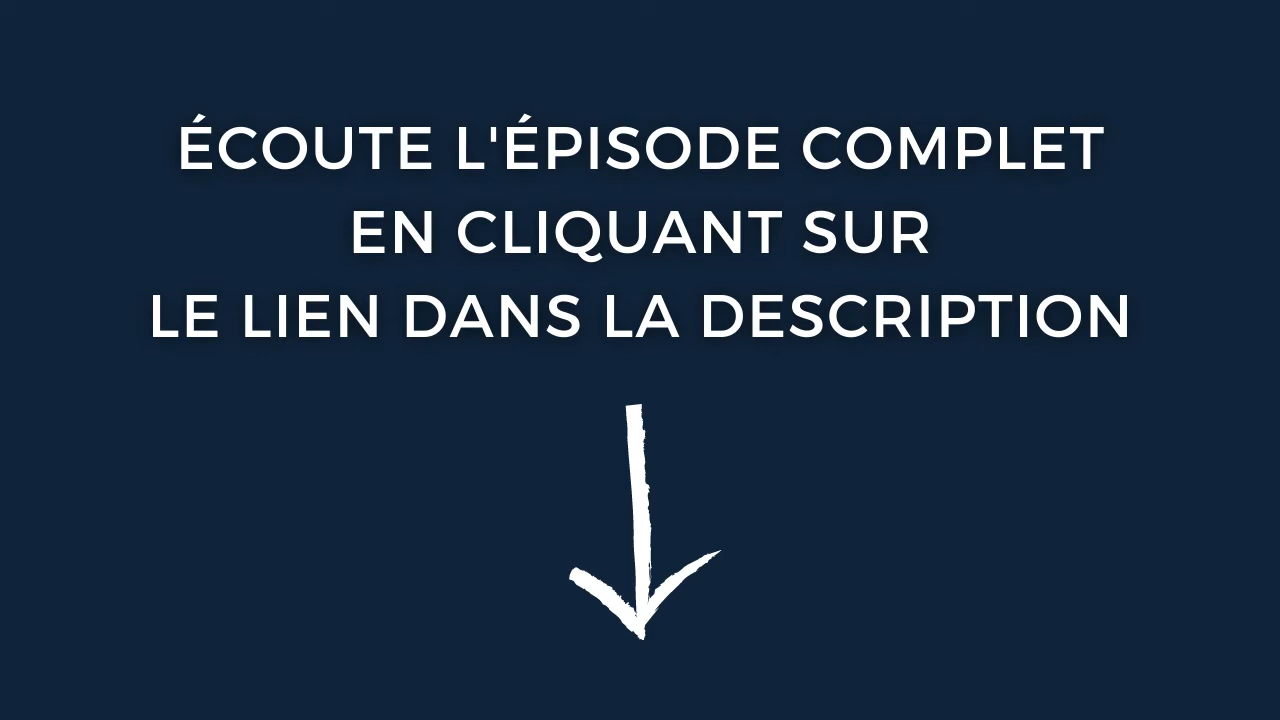 ÉCOUTE L'ÉPISODE COMPLET
EN CLIQUANT SUR
LE LIEN DANS LA DESCRIPTION